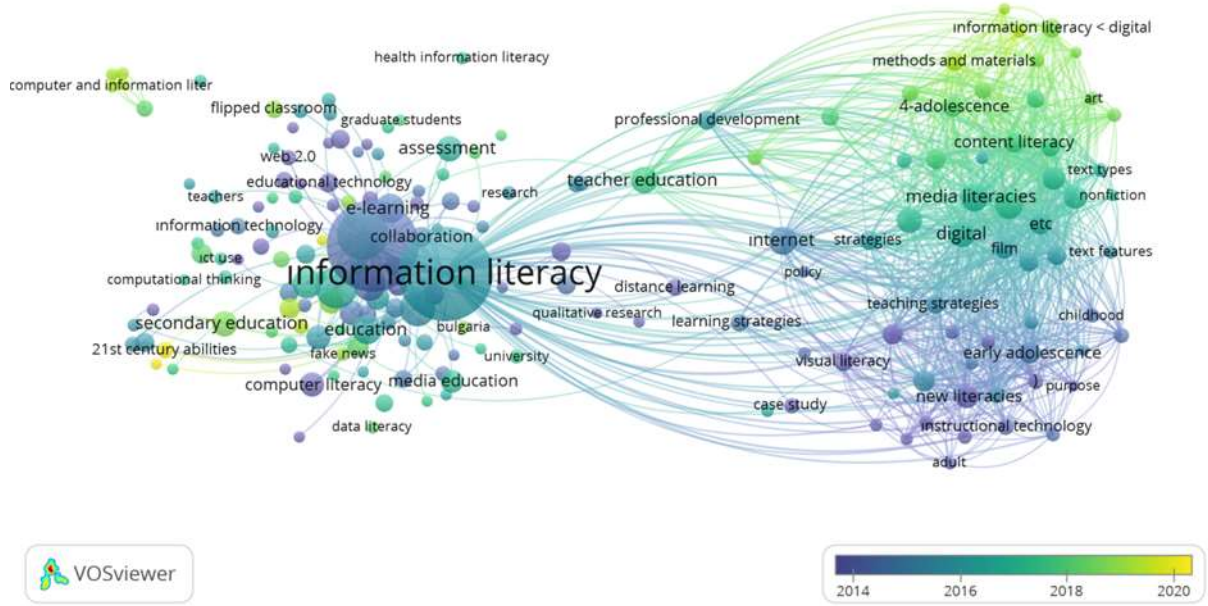 information literacy < digital
health information literacy
methods and materials
computer and information liter
flipped classroom
4-adolescence
art
graduate students
professional development
assessment
content literacy
web 2.0
text types
educational technology
teacher education
teachers
research
media literacies
nonfiction
e-learning
information technology
etc
collaboration
internet
strategies
digital
film
text features
ict use
information literacy
policy
computational thinking
distance learning
teaching strategies
qualitative research
childhood
secondary education
education
bulgaria
learning strategies
21st century abilities
fake news
university
visual literacy
early adolescence
computer literacy
media education
purpose
new literacies
case study
data literacy
instructional technology
adult
VOSviewer
2014 2016 2018 2020